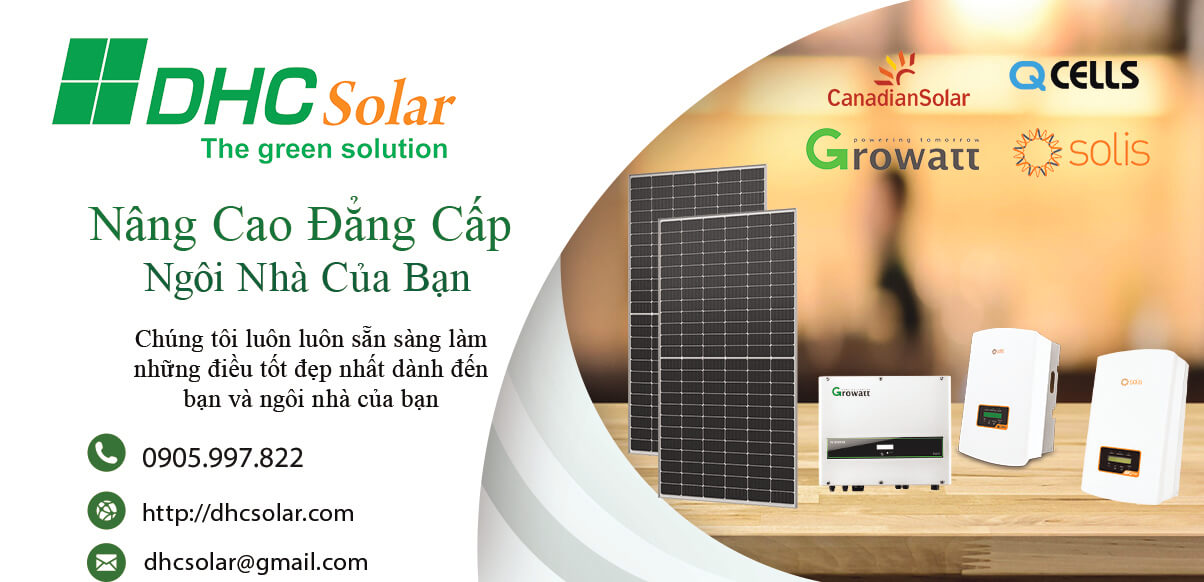 DHC Solar
The green solution
Nâng Cao Đẳng Cấp
Ngôi Nhà Của Bạn
Chúng tôi luôn luôn sẵn sàng làm
những điều tốt đẹp nhất dành đến
bạn và ngôi nhà của bạn
0905.997.822
http://dhcsolar.com
dhcsolar@gmail.com
CanadianSolar
Q CELLS
powering tomorrow
Growatt
solis
Growatt
solis